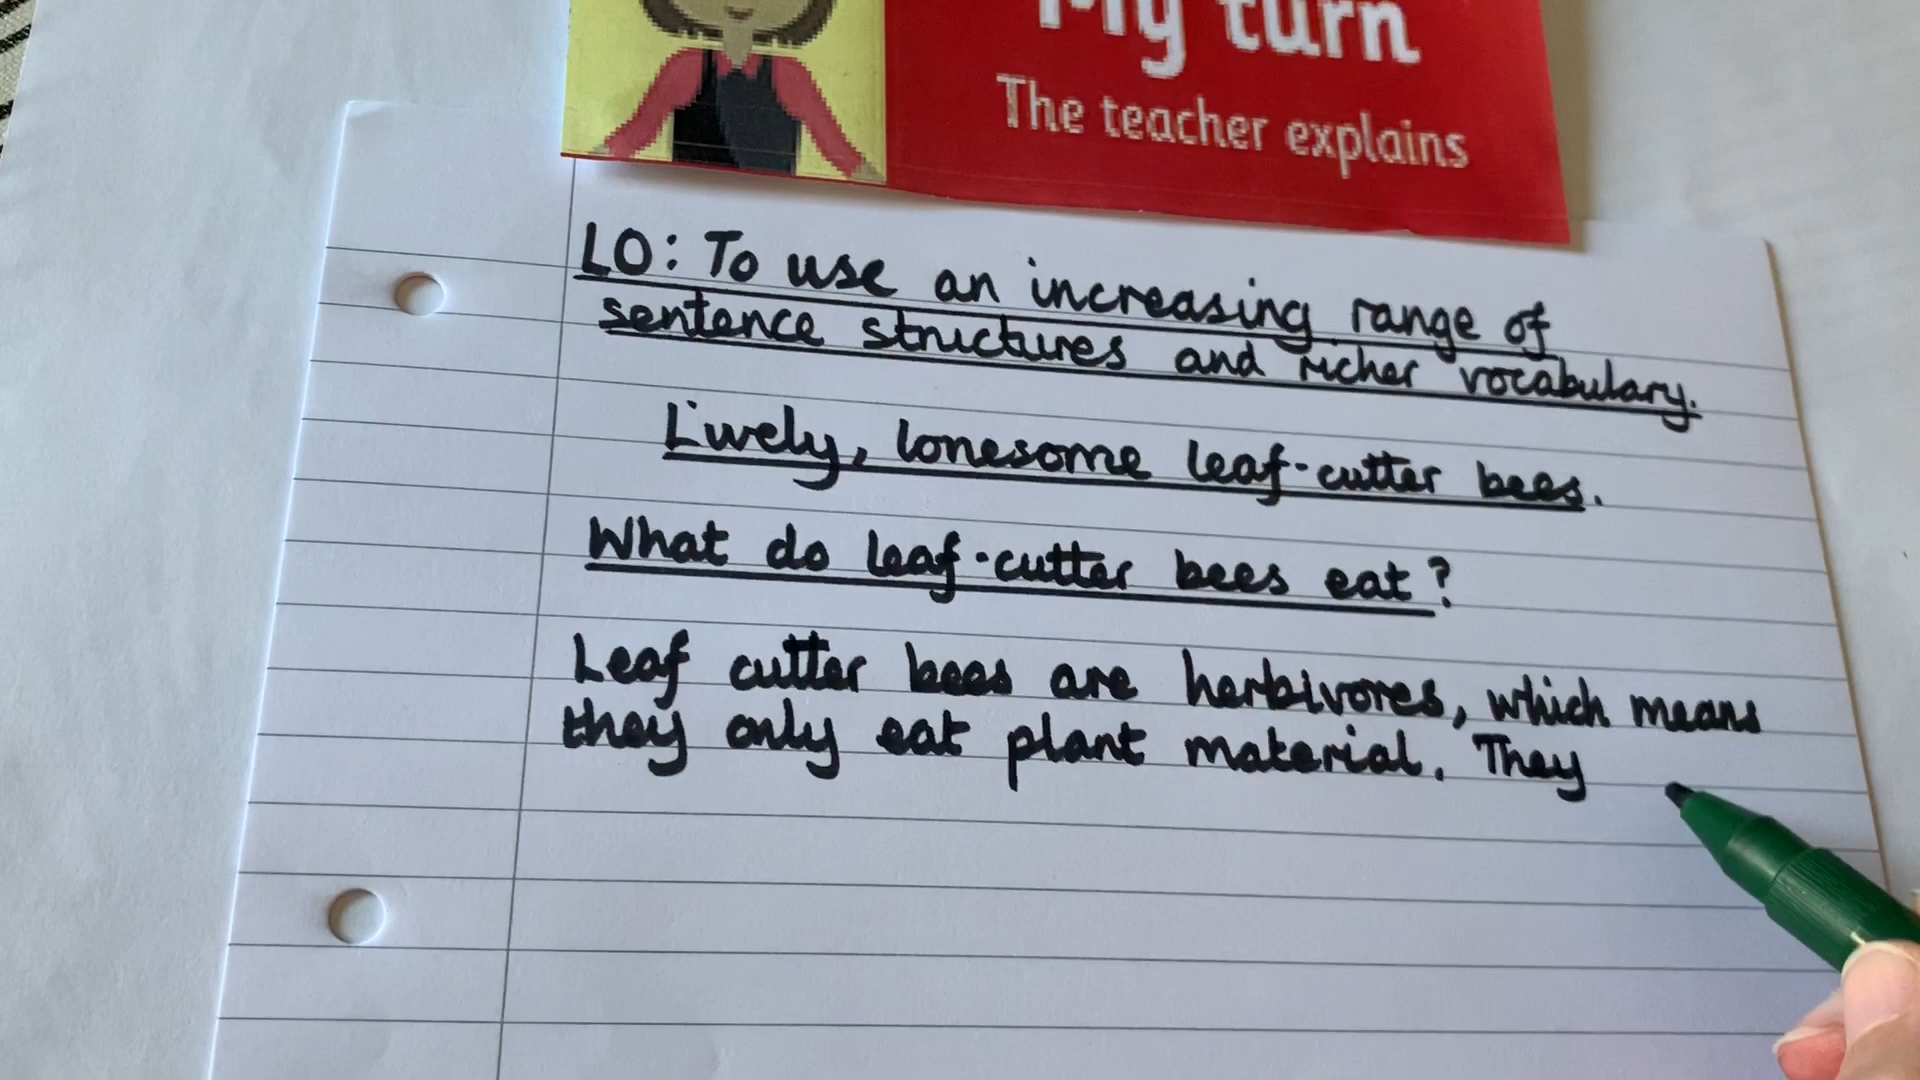 My turn
The teacher explains
LO: To use an increasing range of
sentence structures and richer vocabulary.
Lively, lonesome leaf-cutter bees.
What do leaf-cutter bees eat?
Leaf cutter bees are herbivores, which means
they only eat plant material. They